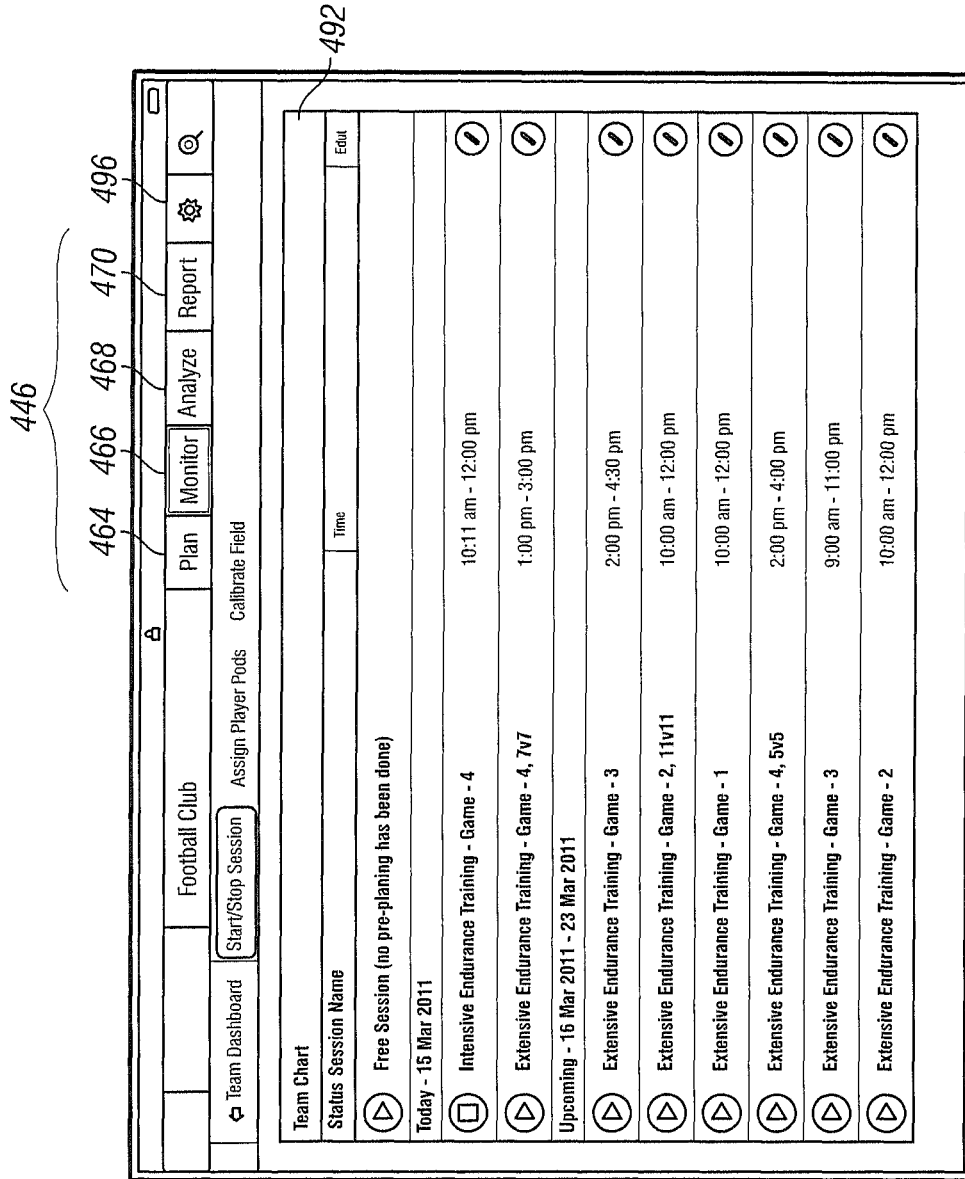 446
464 466 468 470 496
Football Club Plan Monitor Analyze Report
Team Dashboard Start/Stop Session Assign Player Pods Calibrate Field
492
Team Chart
Status Session Name Time Edut
Free Session (no pre-planing has been done)
Today - 15 Mar 2011
Intensive Endurance Training - Game - 4 10:11 am - 12:00 pm
Extensive Endurance Training - Game - 4, 7v7 1:00 pm - 3:00 pm
Upcoming - 16 Mar 2011 - 23 Mar 2011
Extensive Endurance Training - Game - 3 2:00 pm - 4:30 pm
Extensive Endurance Training - Game - 2, 11v11 10:00 am - 12:00 pm
Extensive Endurance Training - Game - 1 10:00 am - 12:00 pm
Extensive Endurance Training - Game - 4, 5v5 2:00 pm - 4:00 pm
Extensive Endurance Training - Game - 3 9:00 am - 11:00 pm
Extensive Endurance Training - Game - 2 10:00 am - 12:00 pm